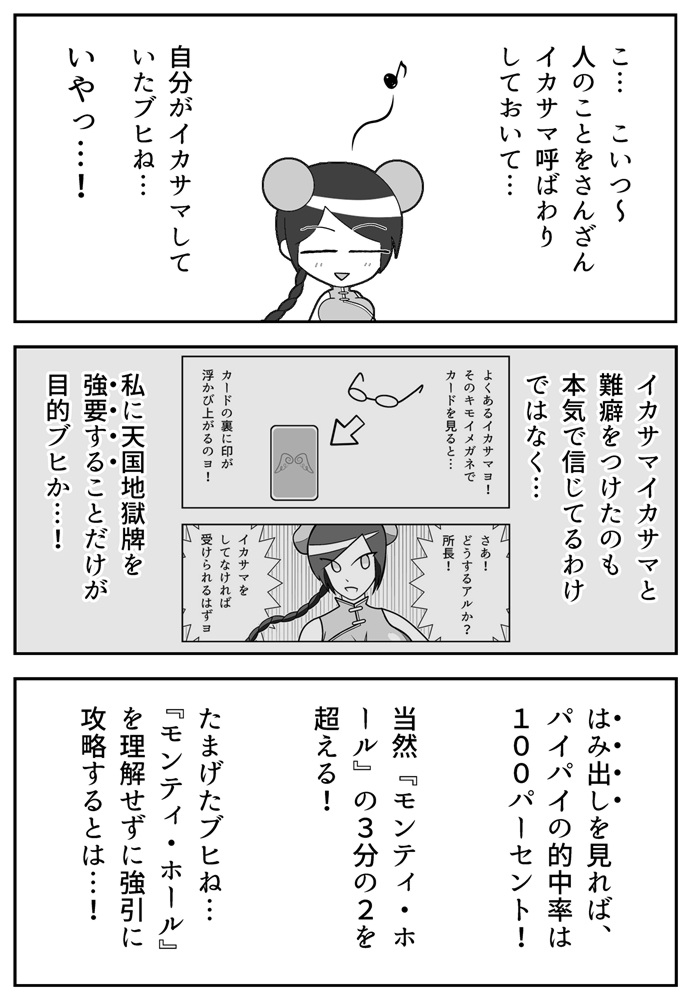 こ…　こいつ～
人のことをさんざん
イカサマ呼ばわり
しておいて…
自分がイカサマして
いたブヒね…
いやっ…！
イカサマイカサマと
難癖をつけたのも
本気で信じてるわけ
ではなく…
よくあるイカサマヨ！
そのキモイメガネで
カードを見ると…
カードの裏に印が
浮かび上がるのヨ！
さあ！
どうするアルか？
所長！
イカサマを
してなければ
受けられるはずヨ
私に天国地獄牌を
強要することだけが
目的ブヒか…！
はみ出しを見れば、
パイパイの的中率は
１００パーセント！
当然『モンティ・ホ
ール』の３分の２を
超える！
たまげたブヒね…
『モンティ・ホール』
を理解せずに強引に
攻略するとは…！